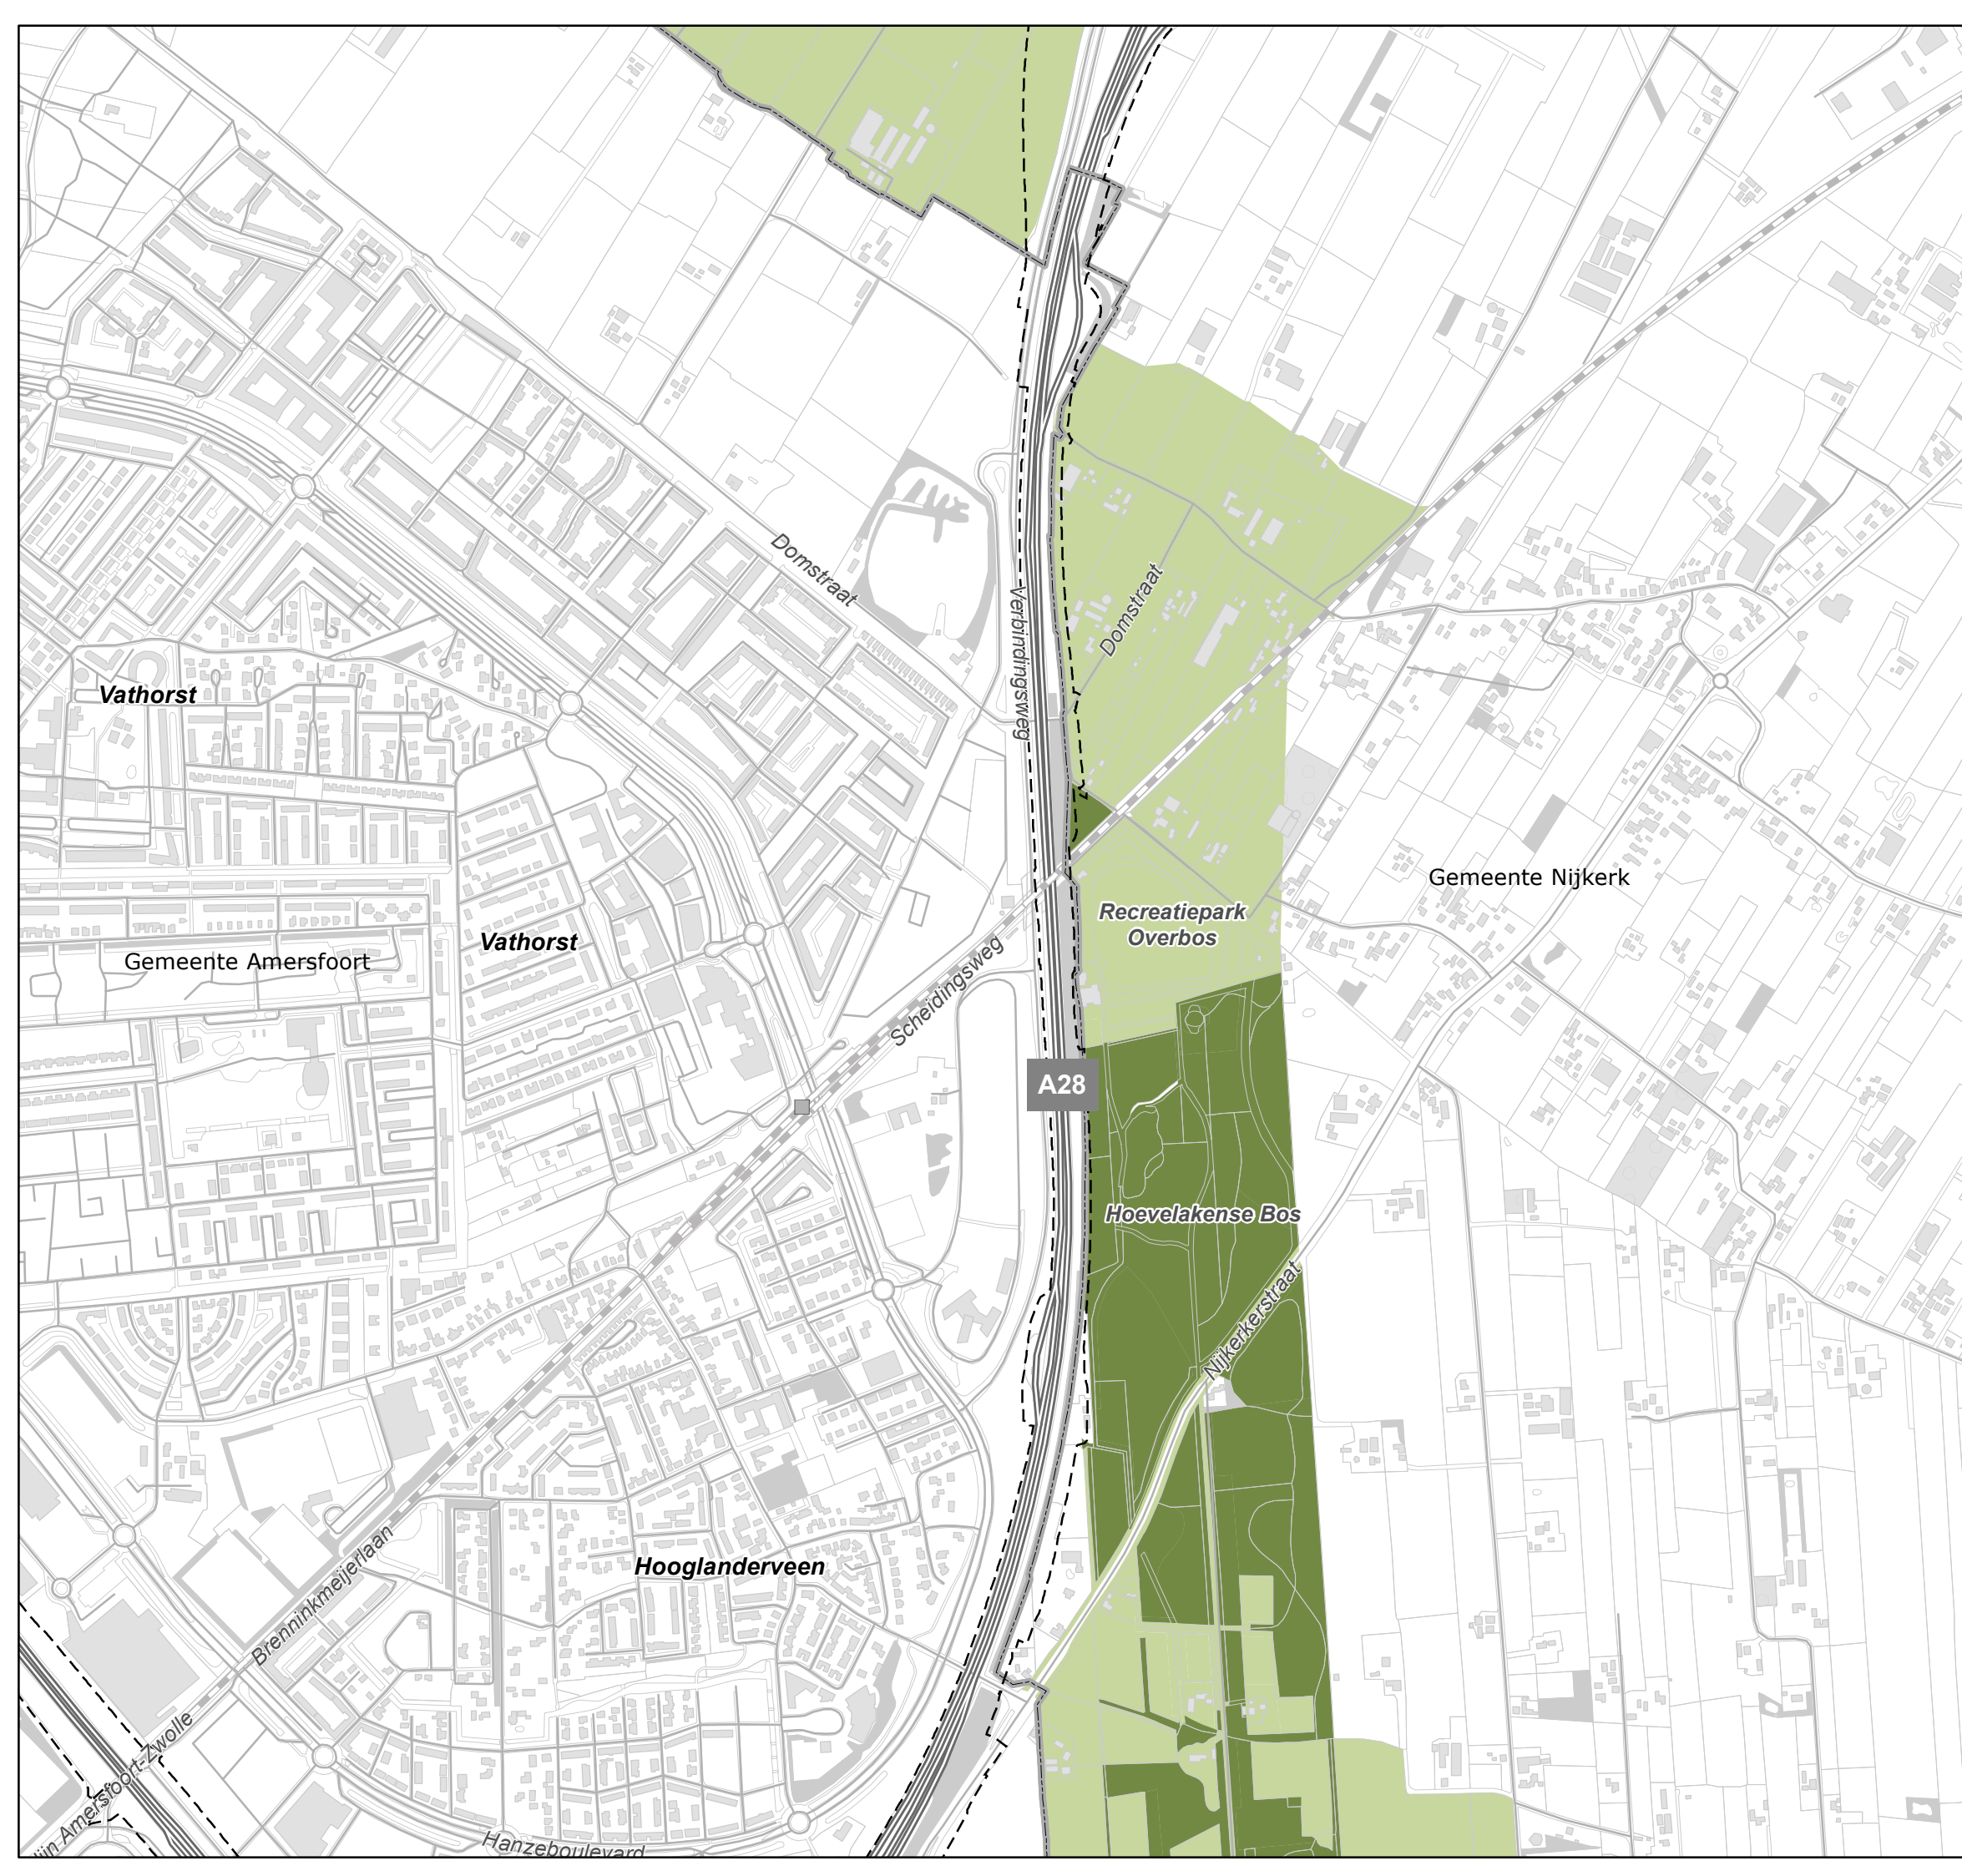 Domstraat
Verbindingsweg
Domstraat
Vathorst
Gemeente Nijkerk
Recreatiepark
Overbos
Vathorst
Gemeente Amersfoort
Scheidingsweg
A28
Hoevelakense Bos
Nijkerkerstraat
Hooglanderveen
Brenninkmeijerlaan
Amersfoort-Zwolle
Hanzeboulevard